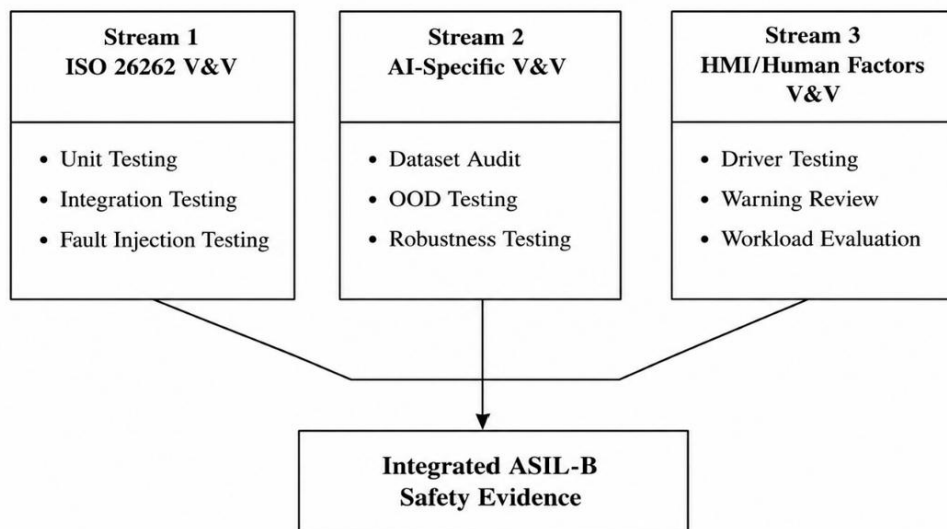 Stream 1
ISO 26262 V&V
• Unit Testing
• Integration Testing
• Fault Injection Testing
Stream 2
AI-Specific V&V
• Dataset Audit
• OOD Testing
• Robustness Testing
Stream 3
HMI/Human Factors
V&V
• Driver Testing
• Warning Review
• Workload Evaluation
Integrated ASIL-B
Safety Evidence